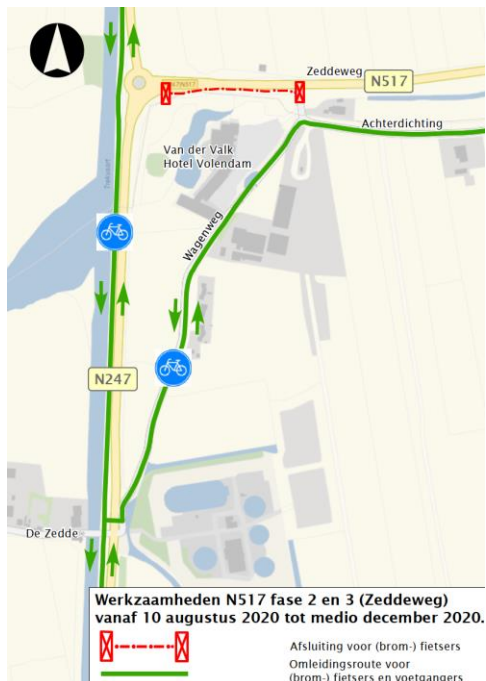 Zeddeweg
N517
Achterdichting
Van der Valk
Hotel Volendam
Trekvaart
Wagenweg
N247
De Zedde
Werkzaamheden N517 fase 2 en 3 (Zeddeweg)
vanaf 10 augustus 2020 tot medio december 2020.
Afsluiting voor (brom-) fietsers
Omleidingsroute voor
(brom-) fietsers en voetgangers